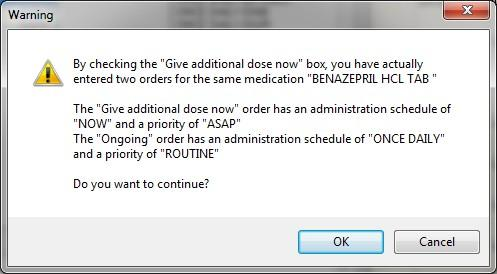 Warning
By checking the "Give additional dose now" box, you have actually
entered two orders for the same medication "BENAZEPRIL HCL TAB "
The "Give additional dose now" order has an administration schedule of
"NOW" and a priority of "ASAP"
The "Ongoing" order has an administration schedule of "ONCE DAILY"
and a priority of "ROUTINE"
Do you want to continue?
OK
Cancel